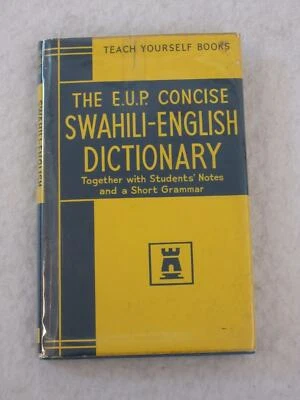 TEACH YOURSELF BOOKS
THE E.U.P. CONCISE
SWAHILI-ENGLISH
DICTIONARY
Together with Students' Notes
and a Short Grammar
SWAHILI-ENGLISH